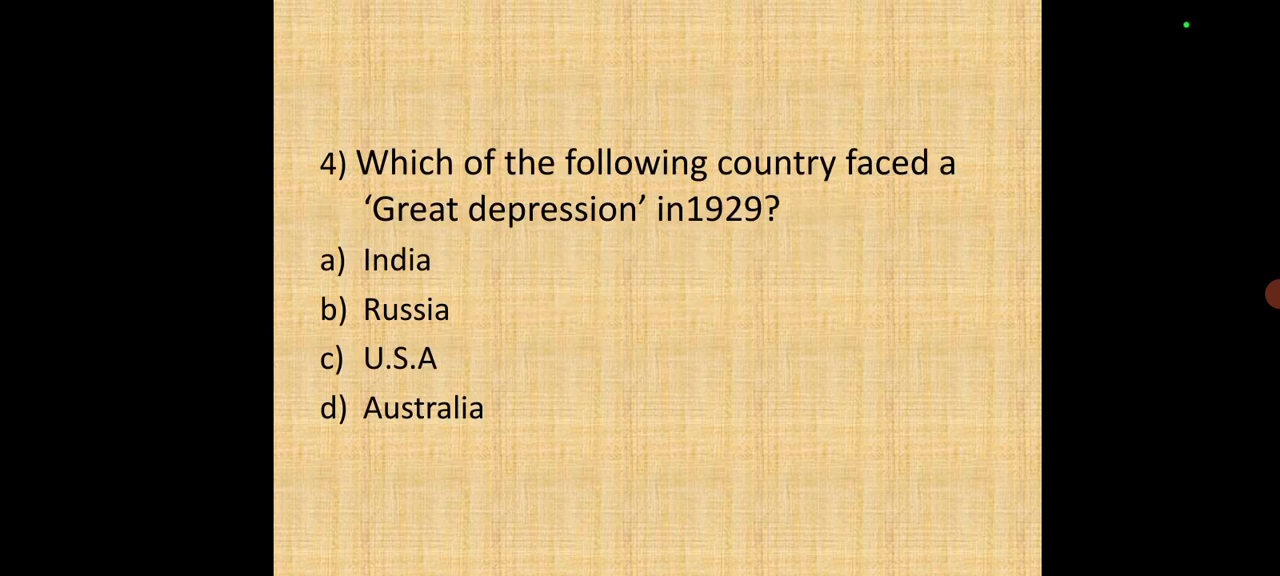 4) Which of the following country faced a
‘Great depression’ in1929?
a) India
b) Russia
c) U.S.A
d) Australia